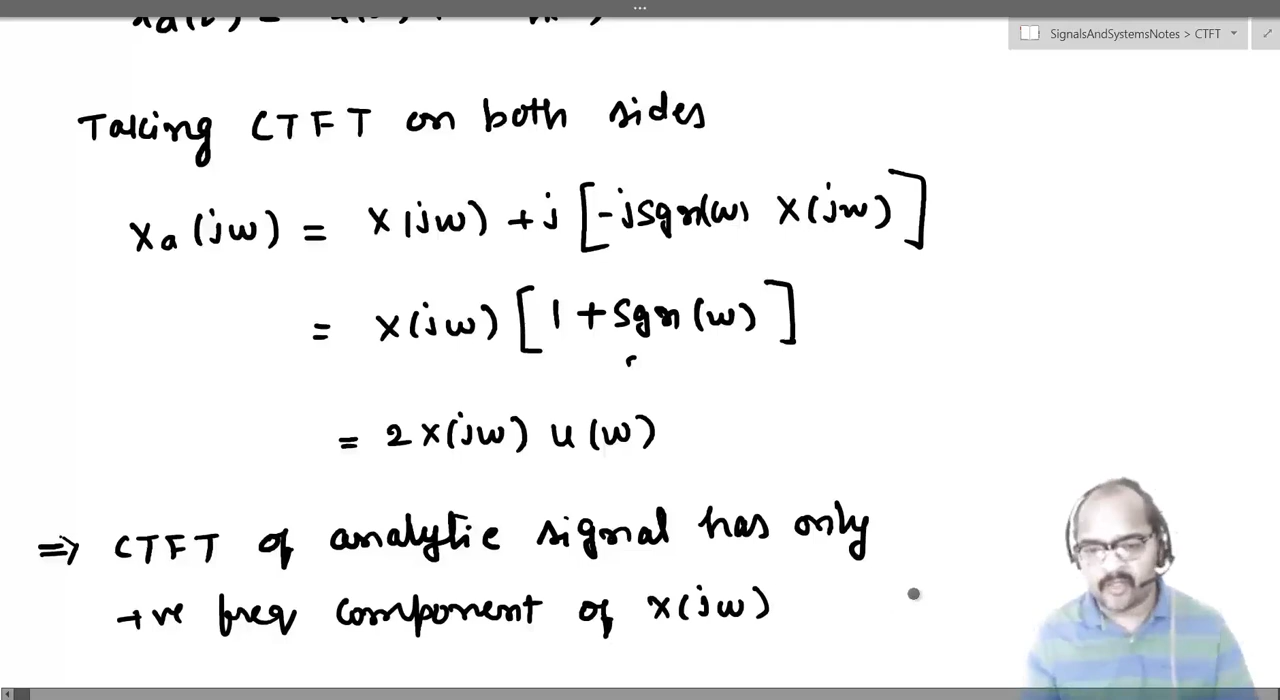 SignalsAndSystemsNotes > CTFT
Taking CTFT on both sides
Xa(jw) = X(jw) + j [-jsgn(w) X(jw)]
= X(jw) [1 + Sgn(w)]
= 2X(jw) u(w)
=> CTFT of analytic signal has only
+ve freq component of X(jw)